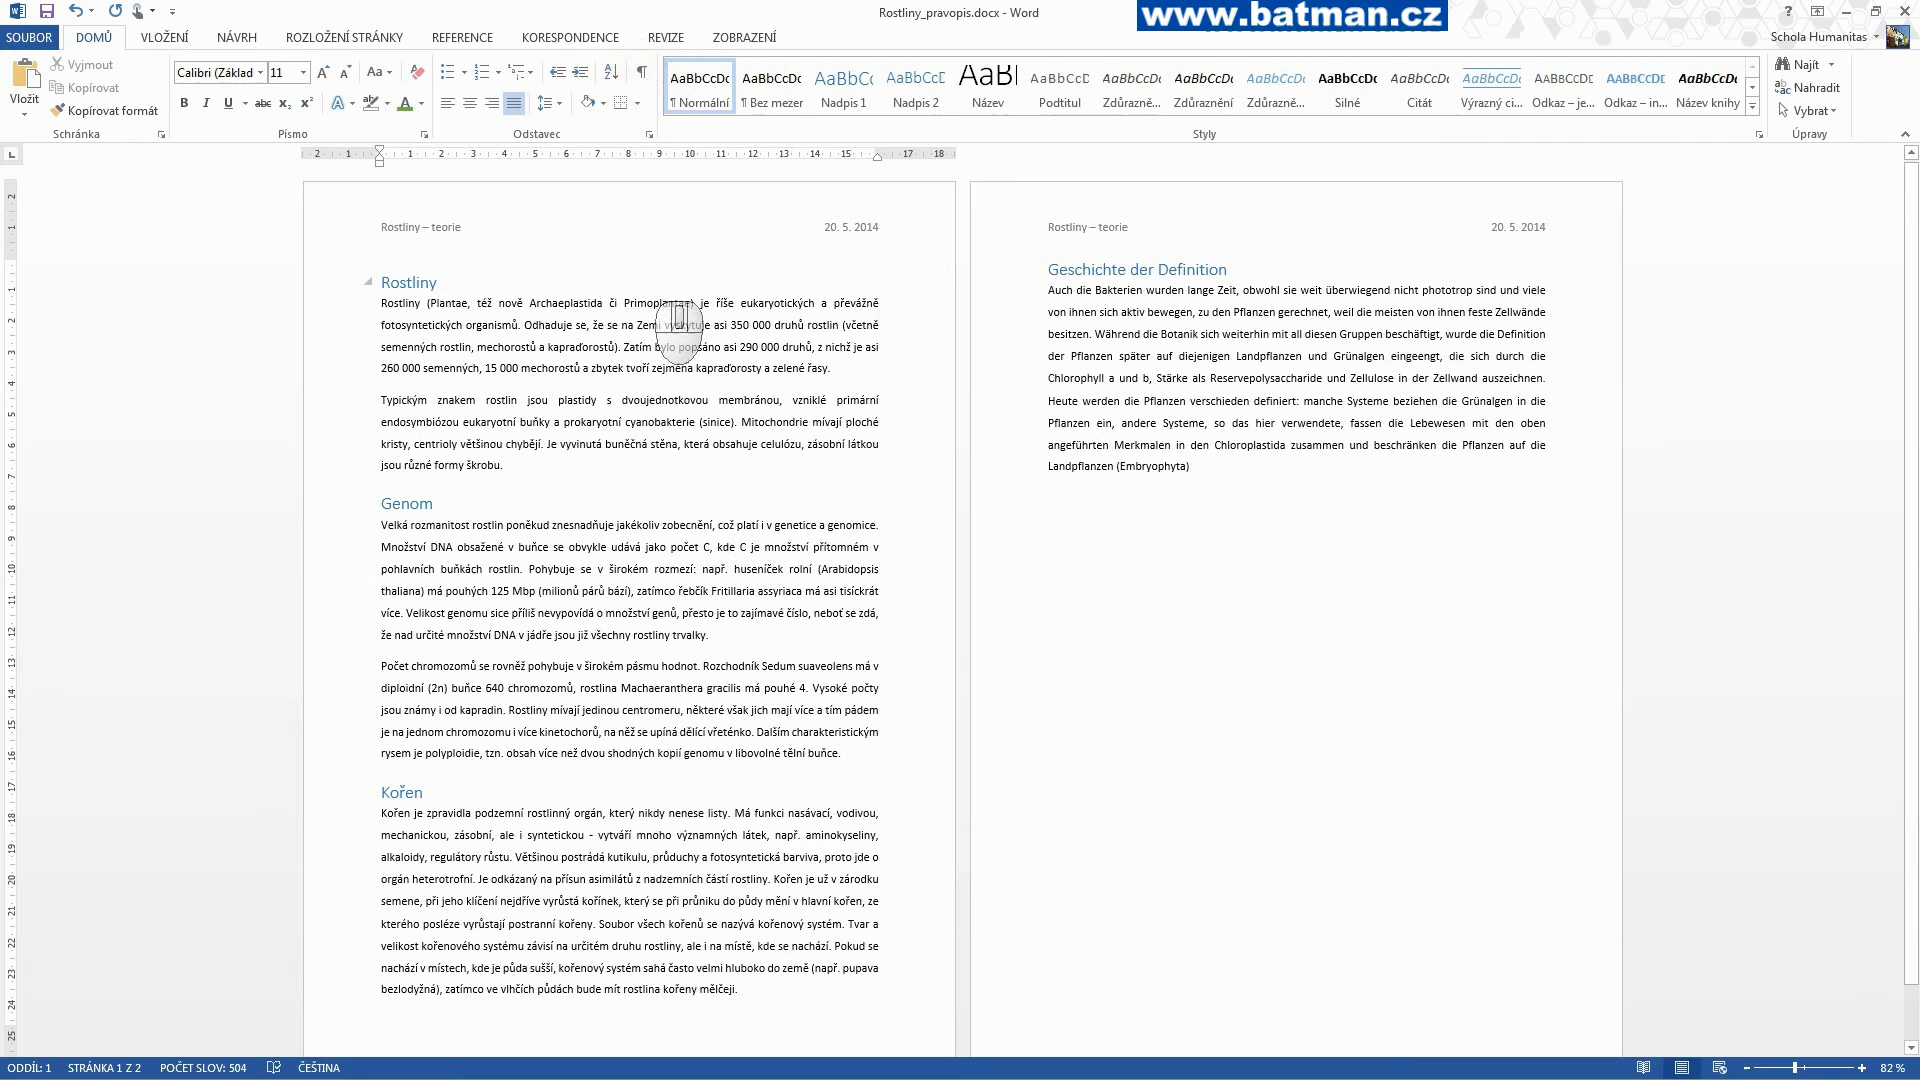 Rostliny_pravopis.docx - Word
www.batman.cz
SOUBOR DOMŮ VLOŽENÍ NÁVRH ROZLOŽENÍ STRÁNKY REFERENCE KORESPONDENCE REVIZE ZOBRAZENÍ
Schola Humanitas
Vložit
Vyjmout
Kopírovat
Kopírovat formát
Schránka
Calibri (Základ 11
Písmo
Odstavec
AaBbCcDc AaBbCcDc AaBbCc AaBbCcE AaBl AaBbCcD AaBbCcDc AaBbCcDc AaBbCcDc AaBbCcDc AaBbCcDc AaBbCcDc AABBCCDE AABBCCDE AaBbCcDc
¶ Normální ¶ Bez mezer Nadpis 1 Nadpis 2 Název Podtitul Zdůrazně... Zdůraznění Zdůrazně... Silné Citát Výrazný ci... Odkaz – je... Odkaz – in... Název knihy
Styly
Najít
Nahradit
Vybrat
Úpravy
2 1 1 2 3 4 5 6 7 8 9 10 11 12 13 14 15 17 18
Rostliny – teorie 20. 5. 2014
Rostliny
Rostliny (Plantae, též nově Archaeplastida či Primoplantae) je říše eukaryotických a převážně
fotosyntetických organismů. Odhaduje se, že se na Zemi vyskytuje asi 350 000 druhů rostlin (včetně
semenných rostlin, mechorostů a kapraďorostů). Zatím bylo popsáno asi 290 000 druhů, z nichž je asi
260 000 semenných, 15 000 mechorostů a zbytek tvoří zejména kapraďorosty a zelené řasy.
Typickým znakem rostlin jsou plastidy s dvoujednotkovou membránou, vzniklé primární
endosymbiózou eukaryotní buňky a prokaryotní cyanobakterie (sinice). Mitochondrie mívají ploché
kristy, centrioly většinou chybějí. Je vyvinutá buněčná stěna, která obsahuje celulózu, zásobní látkou
jsou různé formy škrobu.
Genom
Velká rozmanitost rostlin poněkud znesnadňuje jakékoliv zobecnění, což platí i v genetice a genomice.
Množství DNA obsažené v buňce se obvykle udává jako počet C, kde C je množství přítomném v
pohlavních buňkách rostlin. Pohybuje se v širokém rozmezí: např. huseníček rolní (Arabidopsis
thaliana) má pouhých 125 Mbp (milionů párů bází), zatímco řebčík Fritillaria assyriaca má asi tisíckrát
více. Velikost genomu sice příliš nevypovídá o množství genů, přesto je to zajímavé číslo, neboť se zdá,
že nad určité množství DNA v jádře jsou již všechny rostliny trvalky.
Počet chromozomů se rovněž pohybuje v širokém pásmu hodnot. Rozchodník Sedum suaveolens má v
diploidní (2n) buňce 640 chromozomů, rostlina Machaeranthera gracilis má pouhé 4. Vysoké počty
jsou známy i od kapradin. Rostliny mívají jedinou centromeru, některé však jich mají více a tím pádem
je na jednom chromozomu i více kinetochorů, na něž se upíná dělící vřeténko. Dalším charakteristickým
rysem je polyploidie, tzn. obsah více než dvou shodných kopií genomu v libovolné tělní buňce.
Kořen
Kořen je zpravidla podzemní rostlinný orgán, který nikdy nenese listy. Má funkci nasávací, vodivou,
mechanickou, zásobní, ale i syntetickou - vytváří mnoho významných látek, např. aminokyseliny,
alkaloidy, regulátory růstu. Většinou postrádá kutikulu, průduchy a fotosyntetická barviva, proto jde o
orgán heterotrofní. Je odkázaný na přísun asimilátů z nadzemních částí rostliny. Kořen je už v zárodku
semene, při jeho klíčení nejdříve vyrůstá kořínek, který se při průniku do půdy mění v hlavní kořen, ze
kterého posléze vyrůstají postranní kořeny. Soubor všech kořenů se nazývá kořenový systém. Tvar a
velikost kořenového systému závisí na určitém druhu rostliny, ale i na místě, kde se nachází. Pokud se
nachází v místech, kde je půda sušší, kořenový systém sahá často velmi hluboko do země (např. pupava
bezlodyžná), zatímco ve vlhčích půdách bude mít rostlina kořeny mělčeji.
Rostliny – teorie 20. 5. 2014
Geschichte der Definition
Auch die Bakterien wurden lange Zeit, obwohl sie weit überwiegend nicht phototrop sind und viele
von ihnen sich aktiv bewegen, zu den Pflanzen gerechnet, weil die meisten von ihnen feste Zellwände
besitzen. Während die Botanik sich weiterhin mit all diesen Gruppen beschäftigt, wurde die Definition
der Pflanzen später auf diejenigen Landpflanzen und Grünalgen eingeengt, die sich durch die
Chlorophyll a und b, Stärke als Reservepolysaccharide und Zellulose in der Zellwand auszeichnen.
Heute werden die Pflanzen verschieden definiert: manche Systeme beziehen die Grünalgen in die
Pflanzen ein, andere Systeme, so das hier verwendete, fassen die Lebewesen mit den oben
angeführten Merkmalen in den Chloroplastida zusammen und beschränken die Pflanzen auf die
Landpflanzen (Embryophyta)
ODDÍL: 1 STRÁNKA 1 Z 2 POČET SLOV: 504 ČEŠTINA
82 %